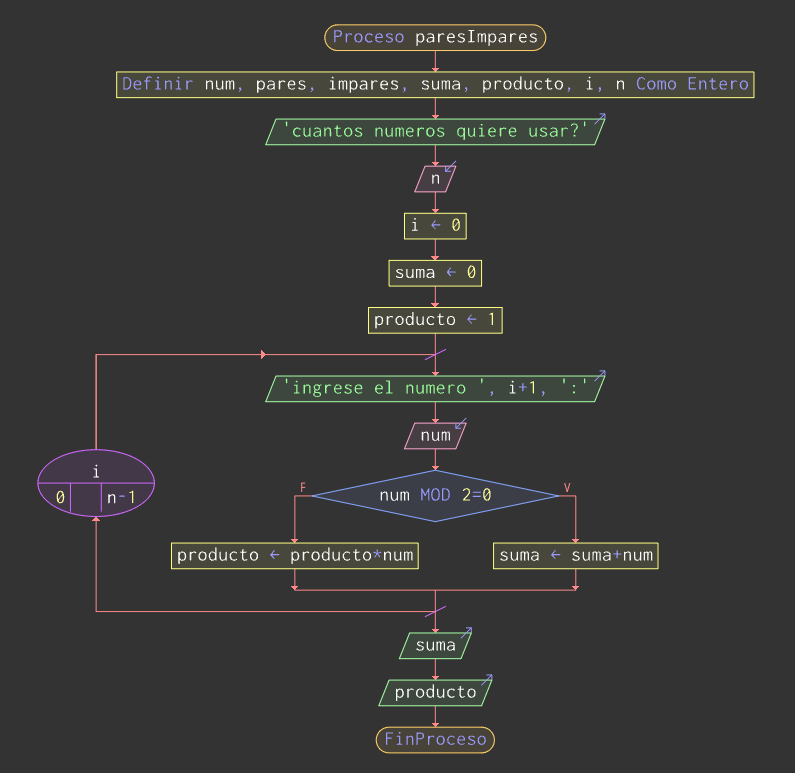 Proceso paresImpares
Definir num, pares, impares, suma, producto, i, n Como Entero
'cuantos numeros quiere usar?'
n
i ← 0
suma ← 0
producto ← 1
'ingrese el numero ', i+1, ':'
num
i
0 n-1
F
num MOD 2=0
V
producto ← producto*num
suma ← suma+num
suma
producto
FinProceso